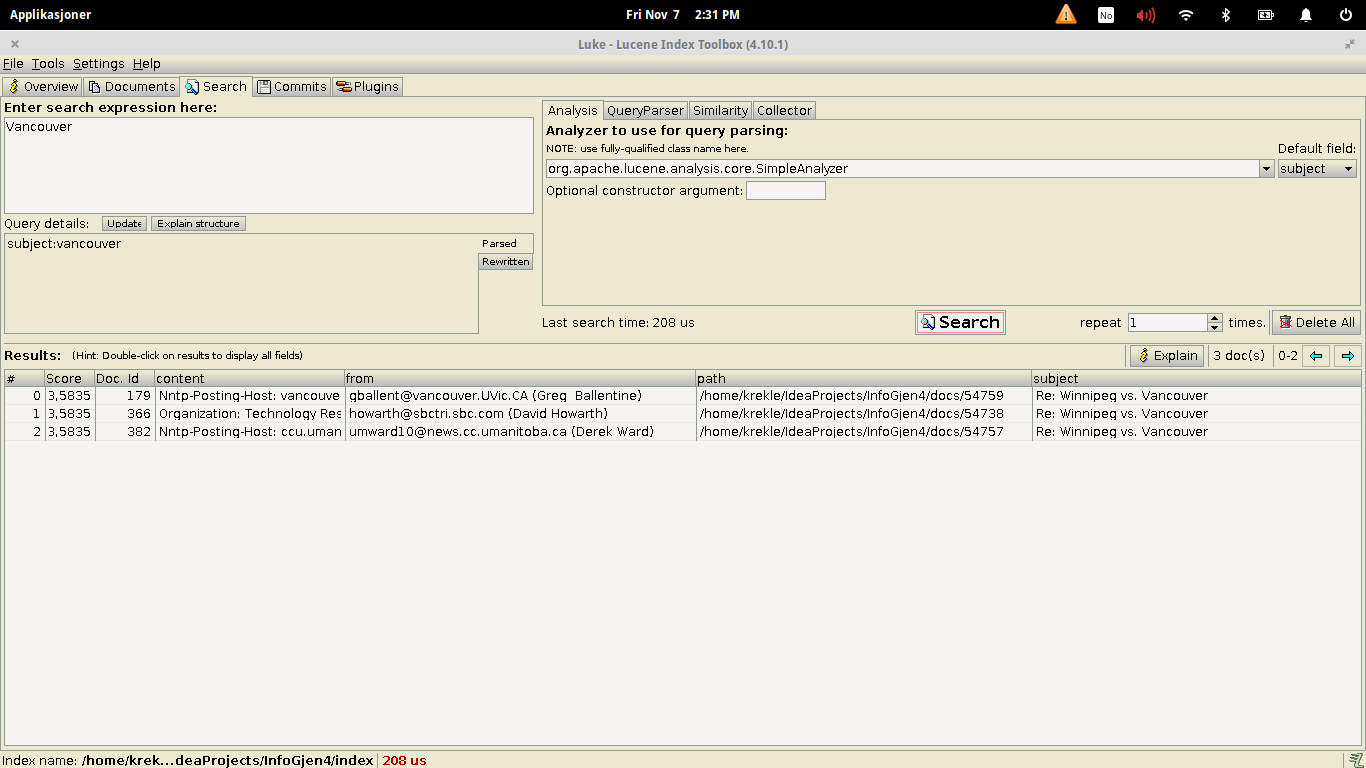 Applikasjoner Fri Nov 7 2:31 PM No
Luke - Lucene Index Toolbox (4.10.1)
File Tools Settings Help
Overview Documents Search Commits Plugins
Enter search expression here:
Vancouver
Analysis QueryParser Similarity Collector
Analyzer to use for query parsing:
NOTE: use fully-qualified class name here. Default field:
org.apache.lucene.analysis.core.SimpleAnalyzer subject
Optional constructor argument:
Query details: Update Explain structure
subject:vancouver Parsed
Rewritten
Last search time: 208 us Search repeat 1 times. Delete All
Results: (Hint: Double-click on results to display all fields) Explain 3 doc(s) 0-2
# Score Doc. Id content from path subject
0 3,5835 179 Nntp-Posting-Host: vancouve gballent@vancouver.UVic.CA (Greg Ballentine) /home/krekle/IdeaProjects/InfoGjen4/docs/54759 Re: Winnipeg vs. Vancouver
1 3,5835 366 Organization: Technology Res howarth@sbctri.sbc.com (David Howarth) /home/krekle/IdeaProjects/InfoGjen4/docs/54738 Re: Winnipeg vs. Vancouver
2 3,5835 382 Nntp-Posting-Host: ccu.uman umward10@news.cc.umanitoba.ca (Derek Ward) /home/krekle/IdeaProjects/InfoGjen4/docs/54757 Re: Winnipeg vs. Vancouver
Index name: /home/krek...deaProjects/InfoGjen4/index 208 us